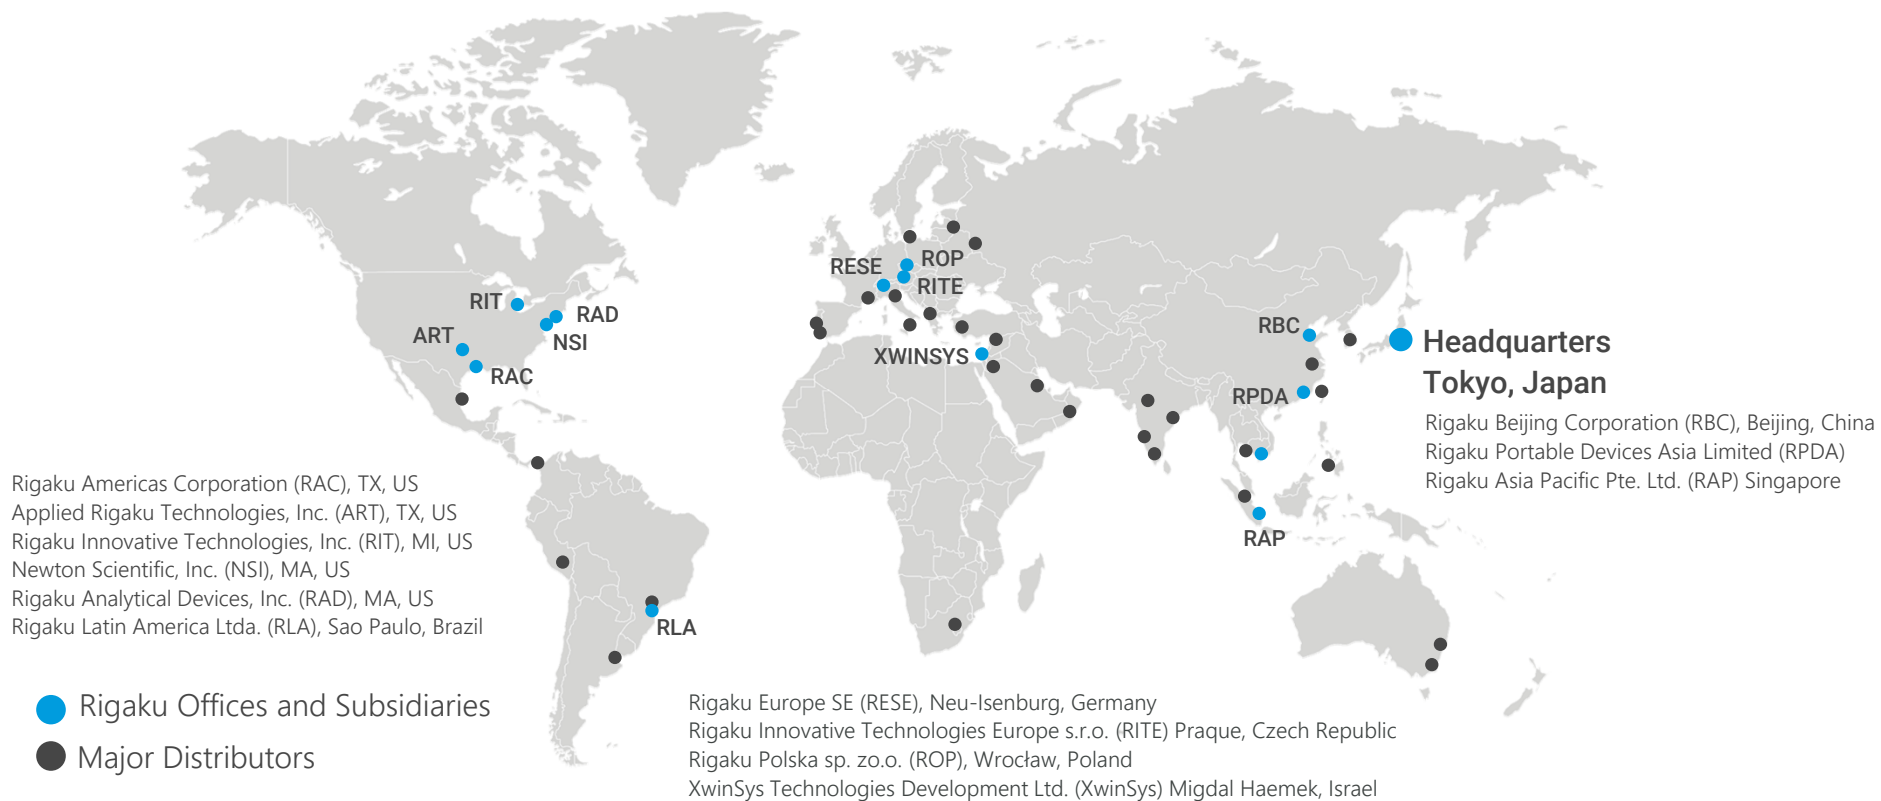 RESE
ROP
RITE
RIT
RAD
NSI
ART
RAC
XWINSYS
RBC
RPDA
RAP
RLA
Headquarters
Tokyo, Japan
Rigaku Beijing Corporation (RBC), Beijing, China
Rigaku Portable Devices Asia Limited (RPDA)
Rigaku Asia Pacific Pte. Ltd. (RAP) Singapore
Rigaku Americas Corporation (RAC), TX, US
Applied Rigaku Technologies, Inc. (ART), TX, US
Rigaku Innovative Technologies, Inc. (RIT), MI, US
Newton Scientific, Inc. (NSI), MA, US
Rigaku Analytical Devices, Inc. (RAD), MA, US
Rigaku Latin America Ltda. (RLA), Sao Paulo, Brazil
Rigaku Offices and Subsidiaries
Major Distributors
Rigaku Europe SE (RESE), Neu-Isenburg, Germany
Rigaku Innovative Technologies Europe s.r.o. (RITE) Praque, Czech Republic
Rigaku Polska sp. zo.o. (ROP), Wrocław, Poland
XwinSys Technologies Development Ltd. (XwinSys) Migdal Haemek, Israel